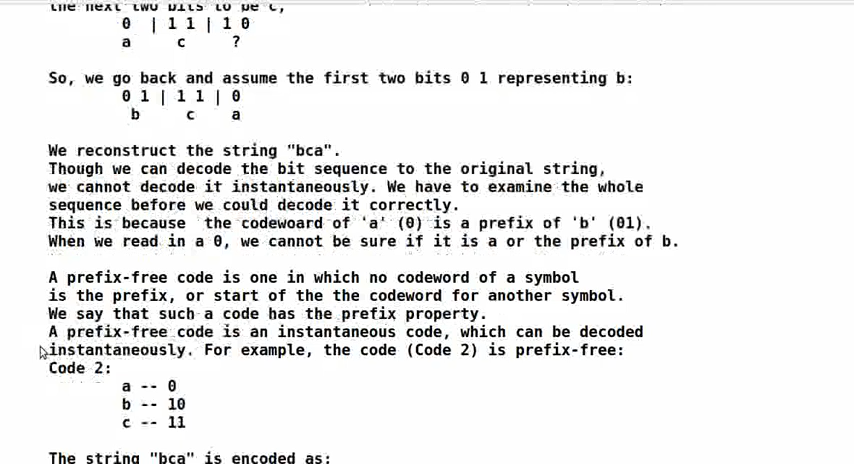 the next two bits to be c,
0 | 1 1 | 1 0
a c ?
So, we go back and assume the first two bits 0 1 representing b:
0 1 | 1 1 | 0
b c a
We reconstruct the string "bca".
Though we can decode the bit sequence to the original string,
we cannot decode it instantaneously. We have to examine the whole
sequence before we could decode it correctly.
This is because the codewoard of 'a' (0) is a prefix of 'b' (01).
When we read in a 0, we cannot be sure if it is a or the prefix of b.
A prefix-free code is one in which no codeword of a symbol
is the prefix, or start of the the codeword for another symbol.
We say that such a code has the prefix property.
A prefix-free code is an instantaneous code, which can be decoded
instantaneously. For example, the code (Code 2) is prefix-free:
Code 2:
a -- 0
b -- 10
c -- 11
The string "bca" is encoded as: